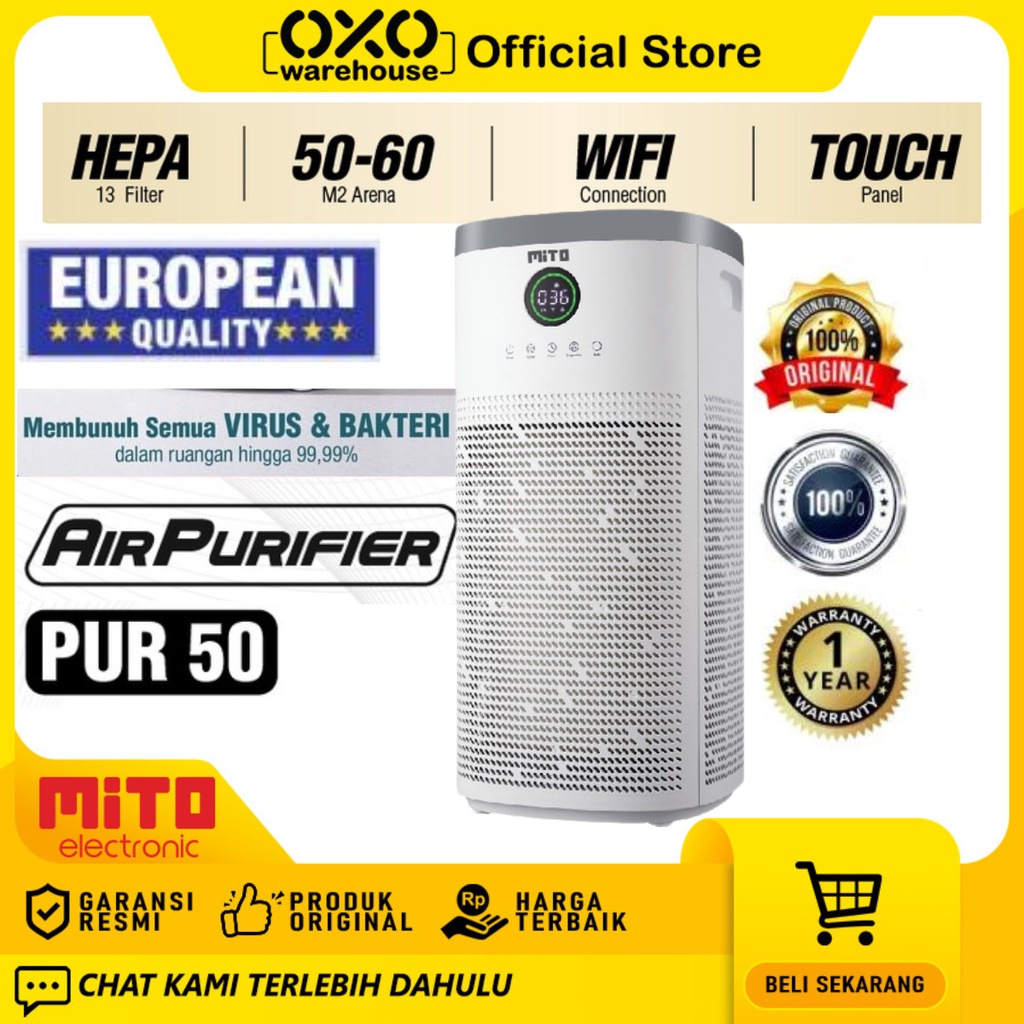 OXO
warehouse
Official Store
HEPA
13 Filter
50-60
M2 Arena
WIFI
Connection
TOUCH
Panel
EUROPEAN
QUALITY
MiTO
036
ORIGINAL PRODUCT
100%
ORIGINAL
Membunuh Semua VIRUS & BAKTERI
dalam ruangan hingga 99,99%
SATISFACTION GUARANTEE
100%
SATISFACTION GUARANTEE
AIRPURIFIER
PUR 50
WARRANTY
1
YEAR
WARRANTY
MiTO
electronic
GARANSI
RESMI
PRODUK
ORIGINAL
Rp
HARGA
TERBAIK
CHAT KAMI TERLEBIH DAHULU
BELI SEKARANG